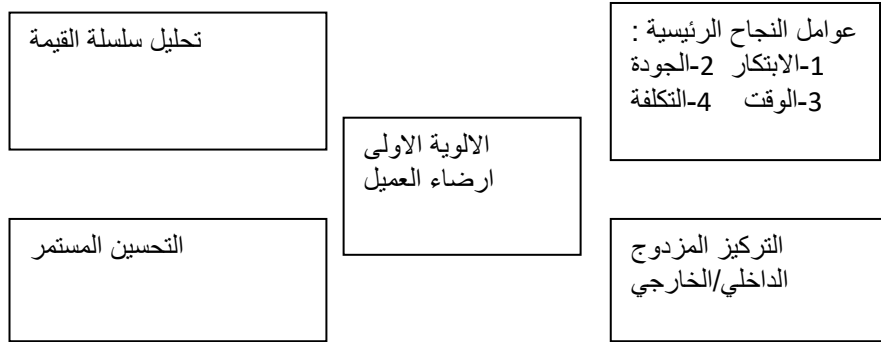 عوامل النجاح الرئيسية :
1-الابتكار 2-الجودة
3-الوقت 4-التكلفة
تحليل سلسلة القيمة
الالوية الاولى
ارضاء العميل
التركيز المزدوج
الداخلي/الخارجي
التحسين المستمر